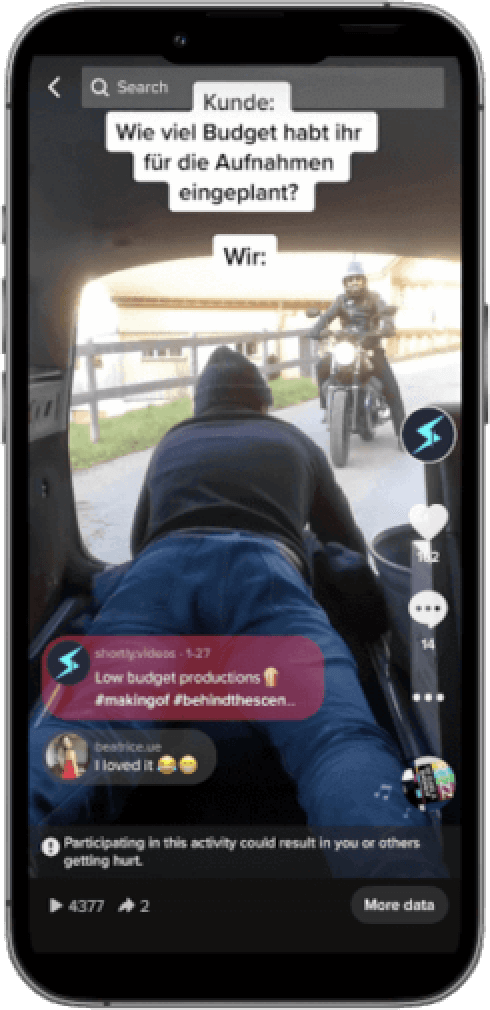 Search
Kunde:
Wie viel Budget habt ihr
für die Aufnahmen
eingeplant?
Wir:
14
shortly.videos · 1-27
Low budget productions🍿
#makingof #behindthescen...
beatrice.ue
I loved it 😂😁
Participating in this activity could result in you or others
getting hurt.
4377 2
More data